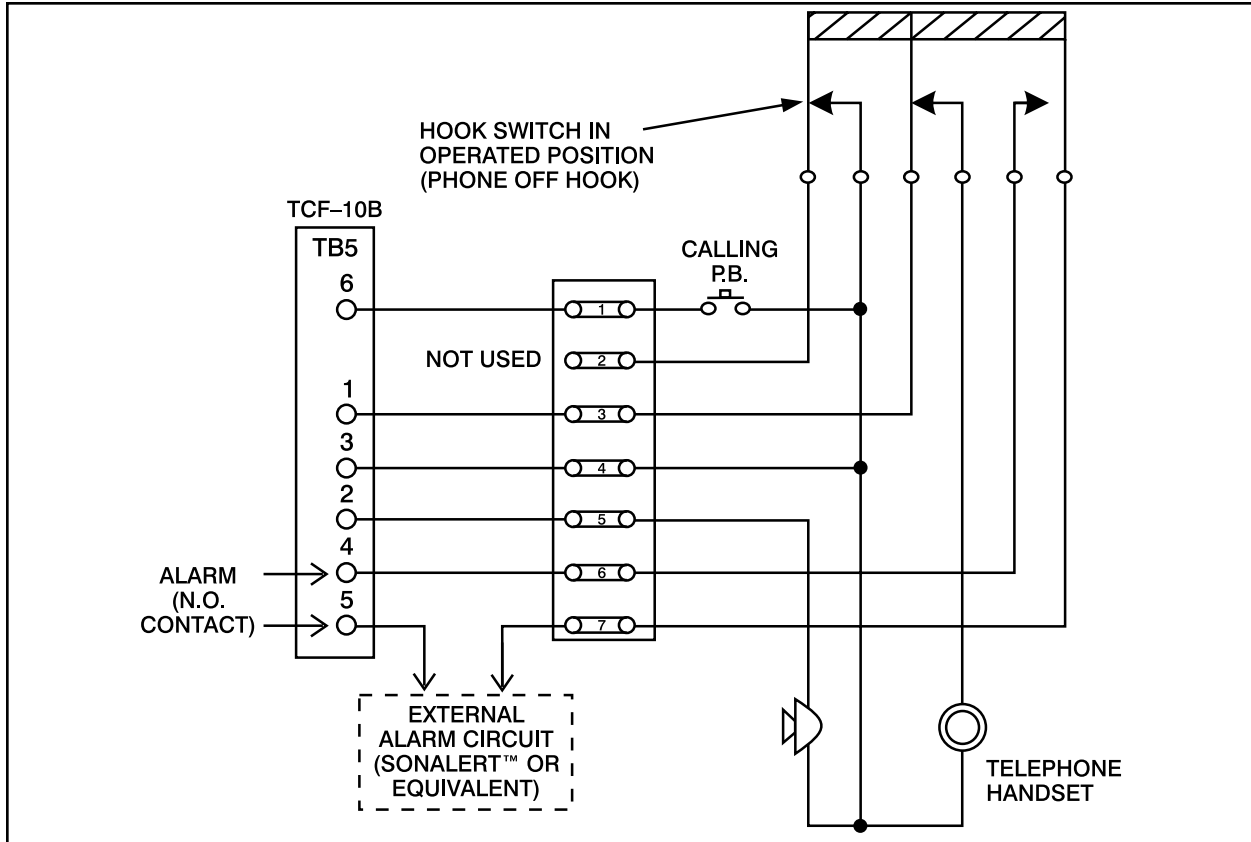 HOOK SWITCH IN
OPERATED POSITION
(PHONE OFF HOOK)
TCF–10B
TB5
CALLING
P.B.
6
1
NOT USED
2
1
3
3
4
2
5
4
6
ALARM
(N.O.
CONTACT)
5
7
EXTERNAL
ALARM CIRCUIT
(SONALERT™ OR
EQUIVALENT)
TELEPHONE
HANDSET